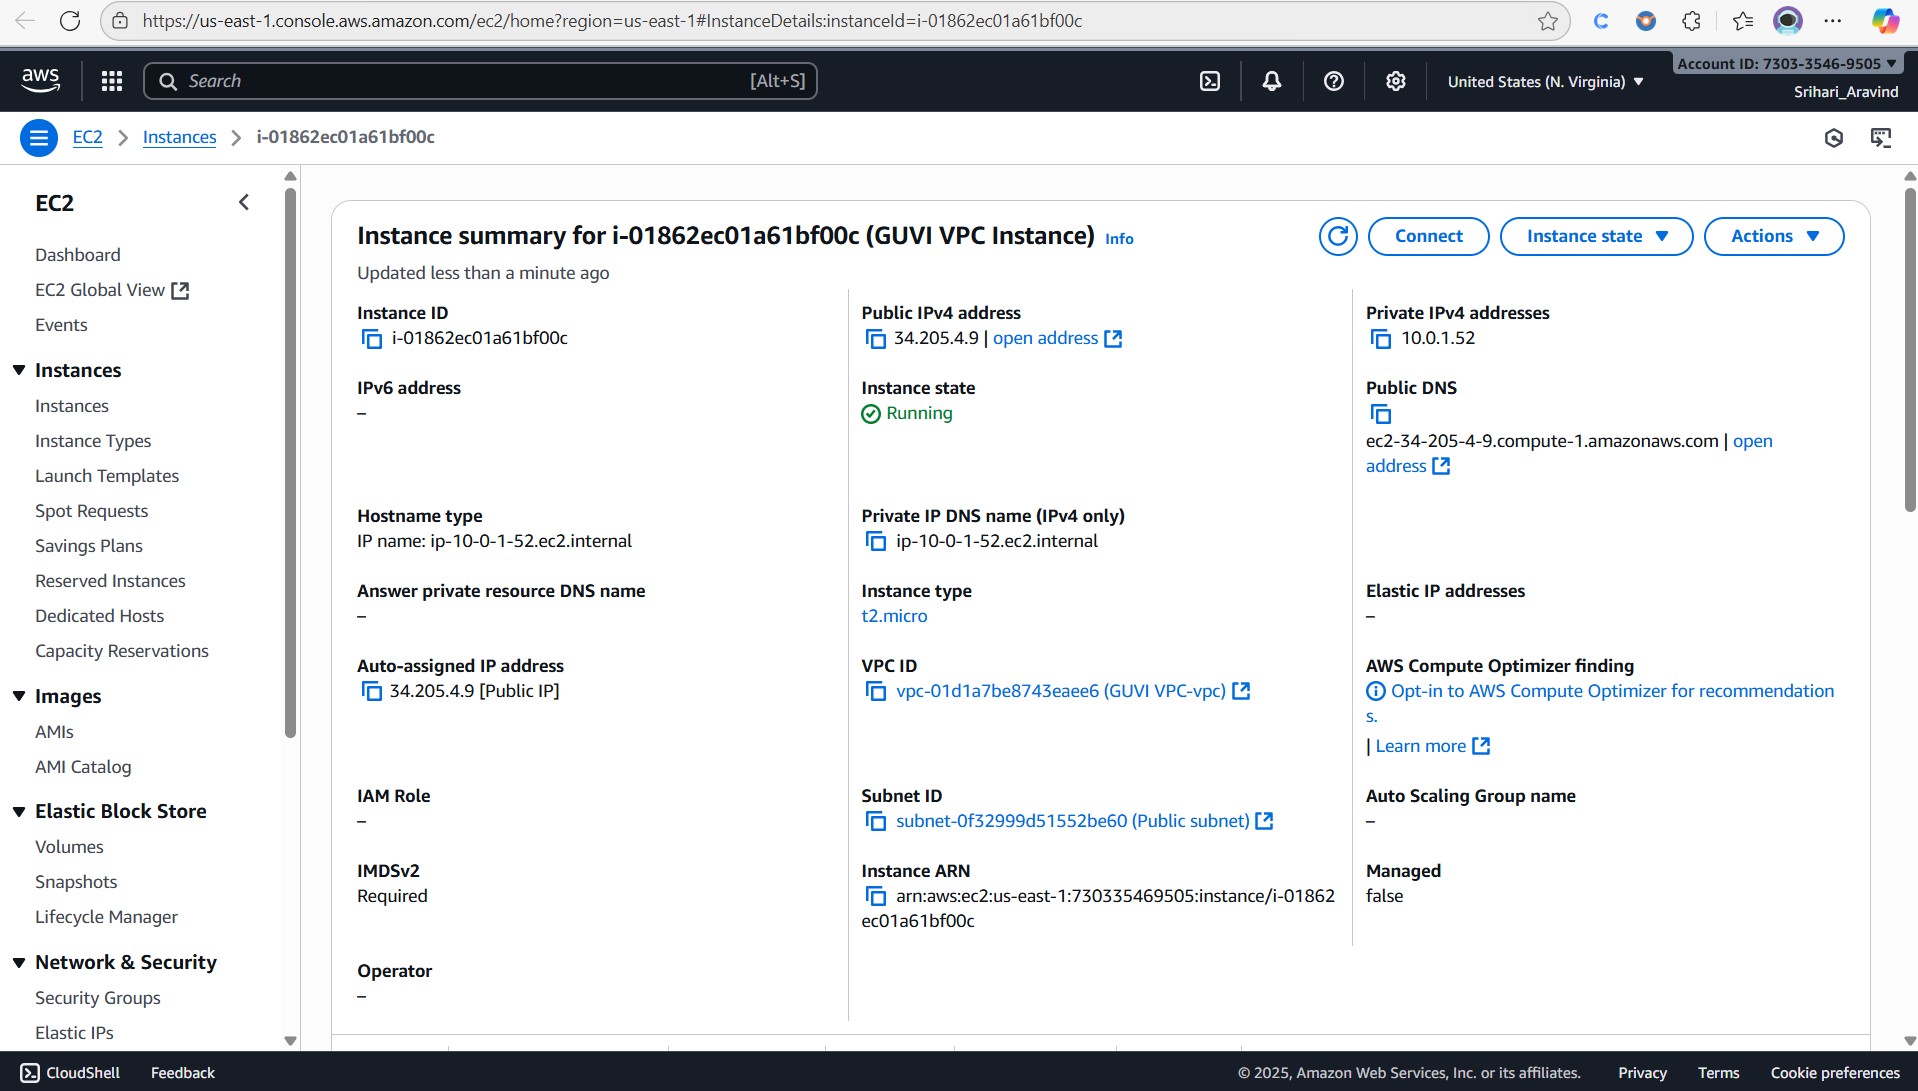 https://us-east-1.console.aws.amazon.com/ec2/home?region=us-east-1#InstanceDetails:instanceId=i-01862ec01a61bf00c
aws
Search [Alt+S]
United States (N. Virginia)
Account ID: 7303-3546-9505
Srihari_Aravind
EC2 Instances i-01862ec01a61bf00c
EC2
Dashboard
EC2 Global View
Events
Instances
Instances
Instance Types
Launch Templates
Spot Requests
Savings Plans
Reserved Instances
Dedicated Hosts
Capacity Reservations
Images
AMIs
AMI Catalog
Elastic Block Store
Volumes
Snapshots
Lifecycle Manager
Network & Security
Security Groups
Elastic IPs
Instance summary for i-01862ec01a61bf00c (GUVI VPC Instance) Info
Updated less than a minute ago
Connect
Instance state
Actions
Instance ID
i-01862ec01a61bf00c
Public IPv4 address
34.205.4.9 | open address
Private IPv4 addresses
10.0.1.52
IPv6 address
–
Instance state
Running
Public DNS
ec2-34-205-4-9.compute-1.amazonaws.com | open
address
Hostname type
IP name: ip-10-0-1-52.ec2.internal
Private IP DNS name (IPv4 only)
ip-10-0-1-52.ec2.internal
Answer private resource DNS name
–
Instance type
t2.micro
Elastic IP addresses
–
Auto-assigned IP address
34.205.4.9 [Public IP]
VPC ID
vpc-01d1a7be8743eaee6 (GUVI VPC-vpc)
AWS Compute Optimizer finding
Opt-in to AWS Compute Optimizer for recommendation
s.
| Learn more
IAM Role
–
Subnet ID
subnet-0f32999d51552be60 (Public subnet)
Auto Scaling Group name
–
IMDSv2
Required
Instance ARN
arn:aws:ec2:us-east-1:730335469505:instance/i-01862
ec01a61bf00c
Managed
false
Operator
–
CloudShell
Feedback
© 2025, Amazon Web Services, Inc. or its affiliates.
Privacy
Terms
Cookie preferences